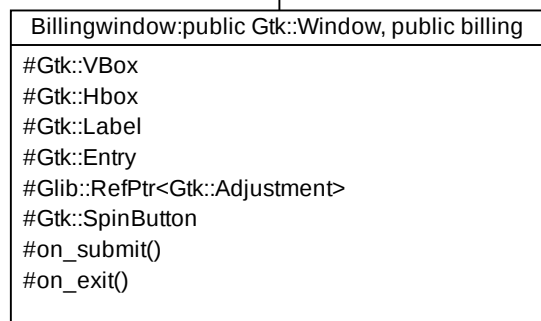 Billingwindow:public Gtk::Window, public billing
#Gtk::VBox
#Gtk::Hbox
#Gtk::Label
#Gtk::Entry
#Glib::RefPtr<Gtk::Adjustment>
#Gtk::SpinButton
#on_submit()
#on_exit()